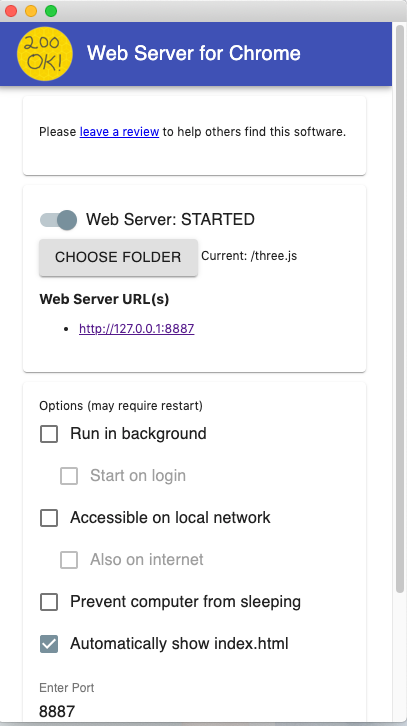 200 OK!
Web Server for Chrome
Please leave a review to help others find this software.
Web Server: STARTED
CHOOSE FOLDER Current: /three.js
Web Server URL(s)
• http://127.0.0.1:8887
Options (may require restart)
Run in background
Start on login
Accessible on local network
Also on internet
Prevent computer from sleeping
Automatically show index.html
Enter Port
8887